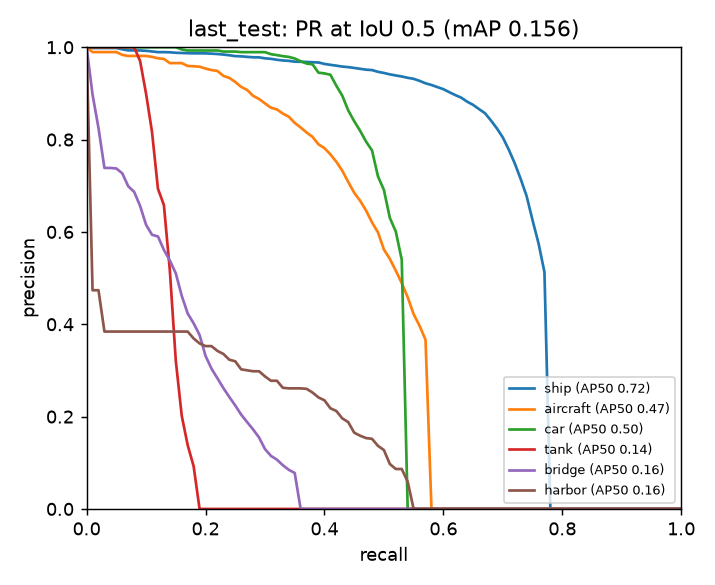 last_test: PR at IoU 0.5 (mAP 0.156)
precision
1.0
0.8
0.6
0.4
0.2
0.0
ship (AP50 0.72)
aircraft (AP50 0.47)
car (AP50 0.50)
tank (AP50 0.14)
bridge (AP50 0.16)
harbor (AP50 0.16)
0.0 0.2 0.4 0.6 0.8 1.0
recall